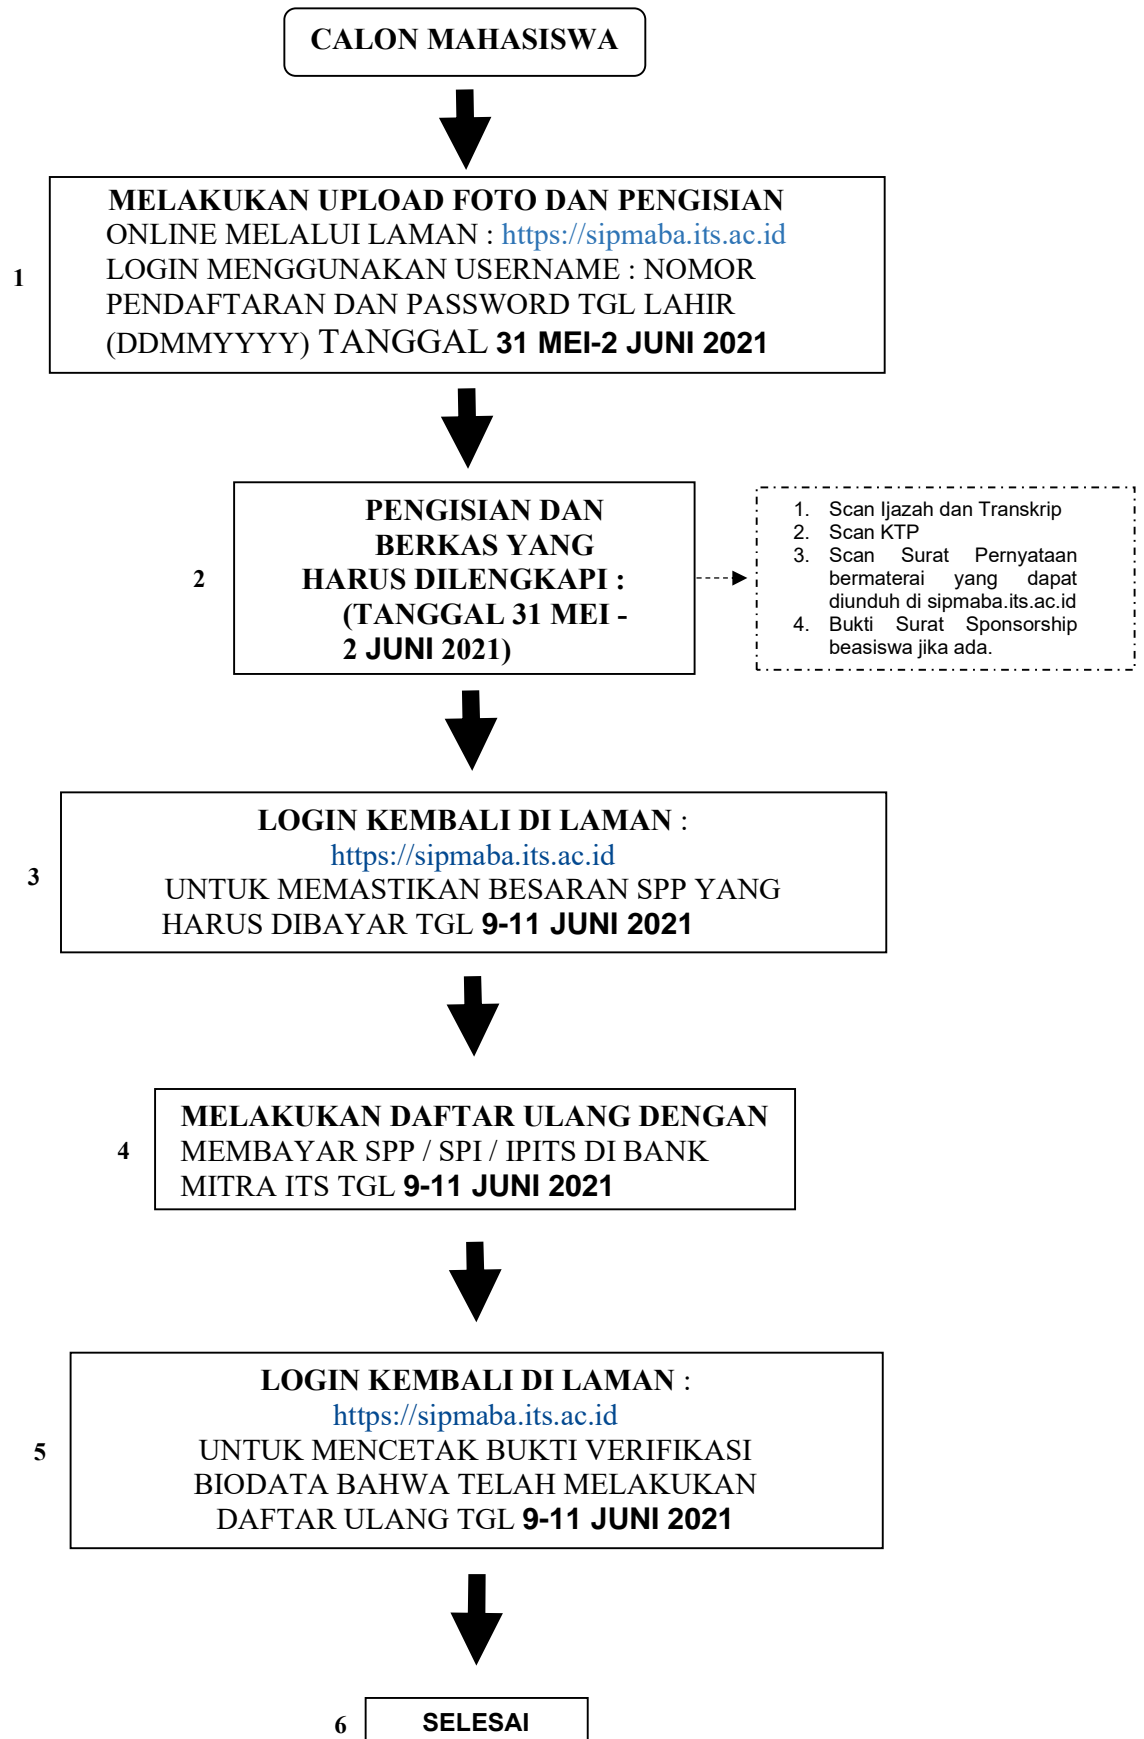 CALON MAHASISWA
MELAKUKAN UPLOAD FOTO DAN PENGISIAN
ONLINE MELALUI LAMAN : https://sipmaba.its.ac.id
1
LOGIN MENGGUNAKAN USERNAME : NOMOR
PENDAFTARAN DAN PASSWORD TGL LAHIR
(DDMMYYYY) TANGGAL 31 MEI-2 JUNI 2021
2
PENGISIAN DAN
BERKAS YANG
HARUS DILENGKAPI :
(TANGGAL 31 MEI -
2 JUNI 2021)
1. Scan Ijazah dan Transkrip
2. Scan KTP
3. Scan Surat Pernyataan
bermaterai yang dapat
diunduh di sipmaba.its.ac.id
4. Bukti Surat Sponsorship
beasiswa jika ada.
3
LOGIN KEMBALI DI LAMAN :
https://sipmaba.its.ac.id
UNTUK MEMASTIKAN BESARAN SPP YANG
HARUS DIBAYAR TGL 9-11 JUNI 2021
4
MELAKUKAN DAFTAR ULANG DENGAN
MEMBAYAR SPP / SPI / IPITS DI BANK
MITRA ITS TGL 9-11 JUNI 2021
5
LOGIN KEMBALI DI LAMAN :
https://sipmaba.its.ac.id
UNTUK MENCETAK BUKTI VERIFIKASI
BIODATA BAHWA TELAH MELAKUKAN
DAFTAR ULANG TGL 9-11 JUNI 2021
6
SELESAI